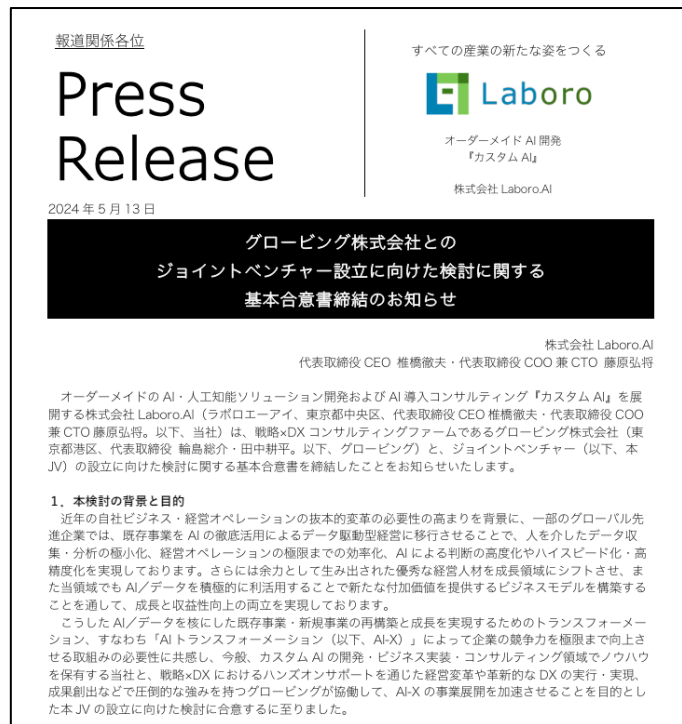 報道関係各位
Press
Release
2024 年 5 月 13 日
すべての産業の新たな姿をつくる
Laboro
オーダーメイド AI 開発
『カスタム AI』
株式会社 Laboro.AI
グロービング株式会社との
ジョイントベンチャー設立に向けた検討に関する
基本合意書締結のお知らせ
株式会社 Laboro.AI
代表取締役 CEO 椎橋徹夫・代表取締役 COO 兼 CTO 藤原弘将
オーダーメイドの AI・人工知能ソリューション開発および AI 導入コンサルティング『カスタム AI』を展
開する株式会社 Laboro.AI（ラボロエーアイ、東京都中央区、代表取締役 CEO 椎橋徹夫・代表取締役 COO
兼 CTO 藤原弘将。以下、当社）は、戦略×DX コンサルティングファームであるグロービング株式会社（東
京都港区、代表取締役 輪島総介・田中耕平。以下、グロービング）と、ジョイントベンチャー（以下、本
JV）の設立に向けた検討に関する基本合意書を締結したことをお知らせいたします。
1．本検討の背景と目的
近年の自社ビジネス・経営オペレーションの抜本的変革の必要性の高まりを背景に、一部のグローバル先
進企業では、既存事業を AI の徹底活用によるデータ駆動型経営に移行させることで、人を介したデータ収
集・分析の極小化、経営オペレーションの極限までの効率化、AI による判断の高度化やハイスピード化・高
精度化を実現しております。さらには余力として生み出された優秀な経営人材を成長領域にシフトさせ、ま
た当領域でも AI／データを積極的に利活用することで新たな付加価値を提供するビジネスモデルを構築する
ことを通して、成長と収益性向上の両立を実現しております。
こうした AI／データを核にした既存事業・新規事業の再構築と成長を実現するためのトランスフォーメー
ション、すなわち「AI トランスフォーメーション（以下、AI-X）」によって企業の競争力を極限まで向上さ
せる取組みの必要性に共感し、今般、カスタム AI の開発・ビジネス実装・コンサルティング領域でノウハウ
を保有する当社と、戦略×DX におけるハンズオンサポートを通じた経営変革や革新的な DX の実行・実現、
成果創出などで圧倒的な強みを持つグロービングが協働して、AI-X の事業展開を加速させることを目的とし
た本 JV の設立に向けた検討に合意するに至りました。